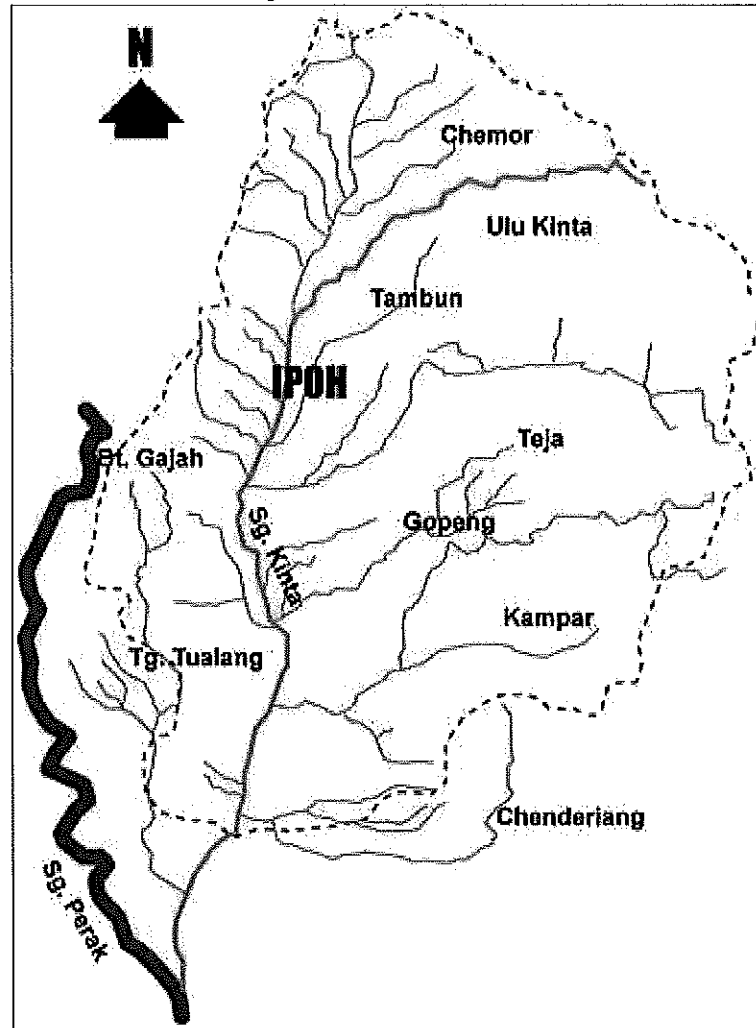 N
Chemor
Ulu Kinta
Tambun
IPOH
Bt. Gajah
Teja
Sg. Kinta
Gopeng
Kampar
Tg. Tualang
Chenderiang
Sg. Perak